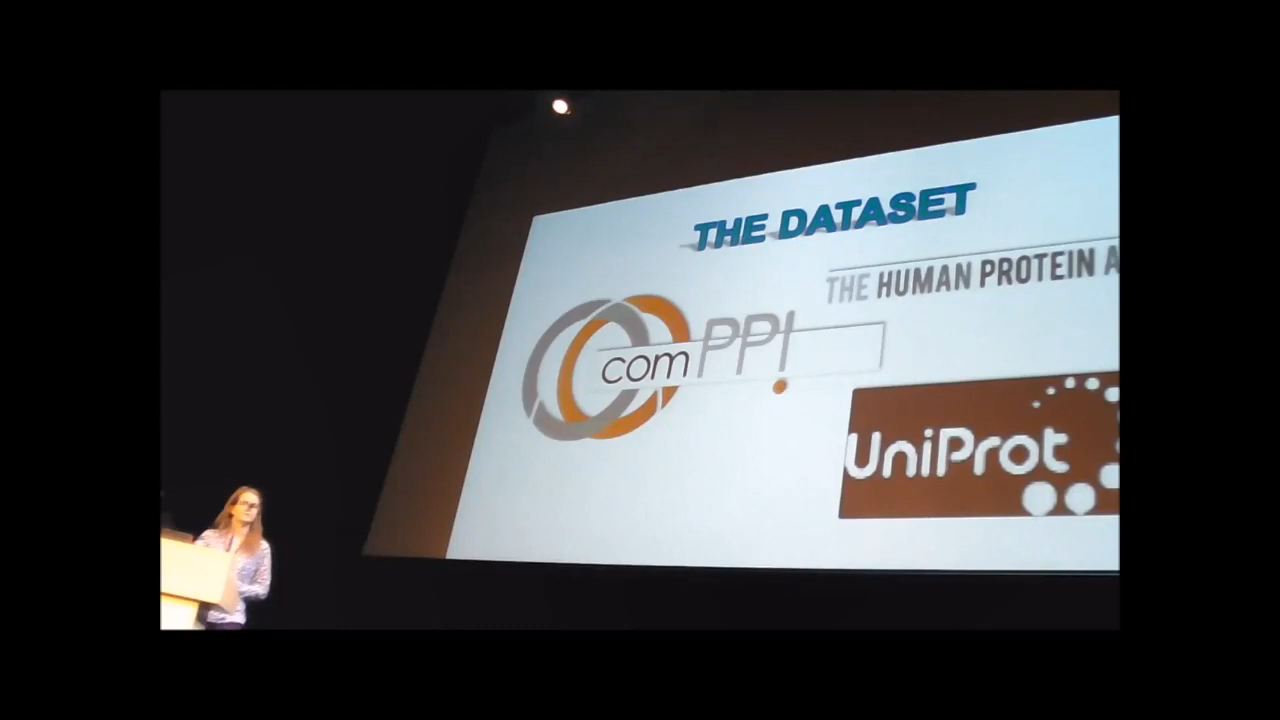 THE DATASET
THE HUMAN PROTEIN A
comPPI
UniProt